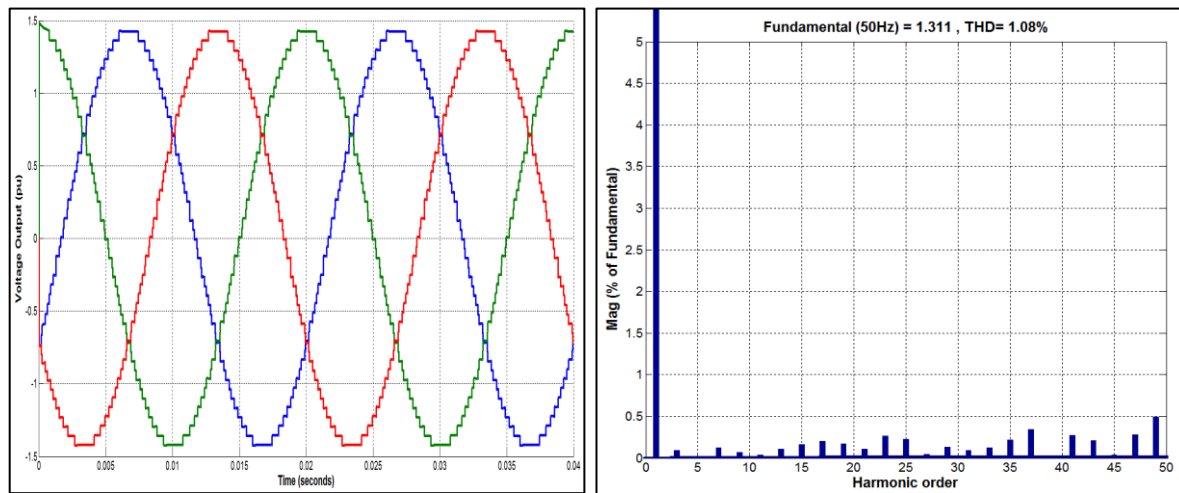 Voltage Output (pu)
1.5
1
0.5
0
-0.5
-1
-1.5
0 0.005 0.01 0.015 0.02 0.025 0.03 0.035 0.04
Time (seconds)
Fundamental (50Hz) = 1.311 , THD= 1.08%
Mag (% of Fundamental)
5
4.5
4
3.5
3
2.5
2
1.5
1
0.5
0
0 5 10 15 20 25 30 35 40 45 50
Harmonic order